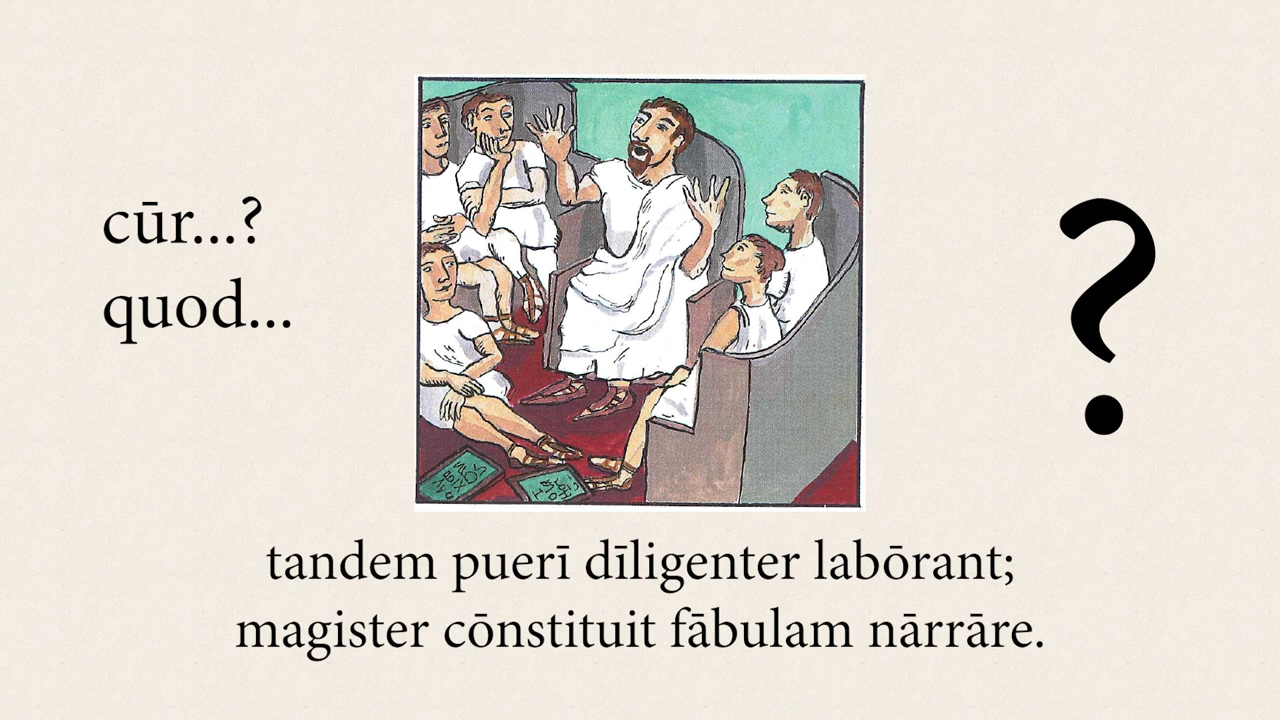 cūr...?
quod...
?
tandem puerī dīligenter labōrant;
magister cōnstituit fābulam nārrāre.